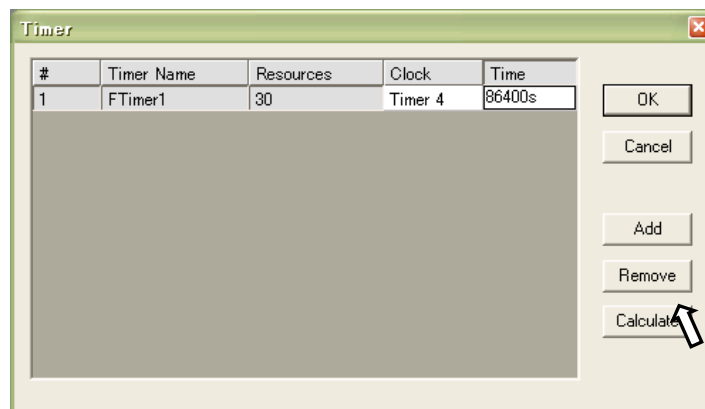 Timer
# Timer Name Resources Clock Time
1 FTimer1 30 Timer 4 86400s
OK
Cancel
Add
Remove
Calculate